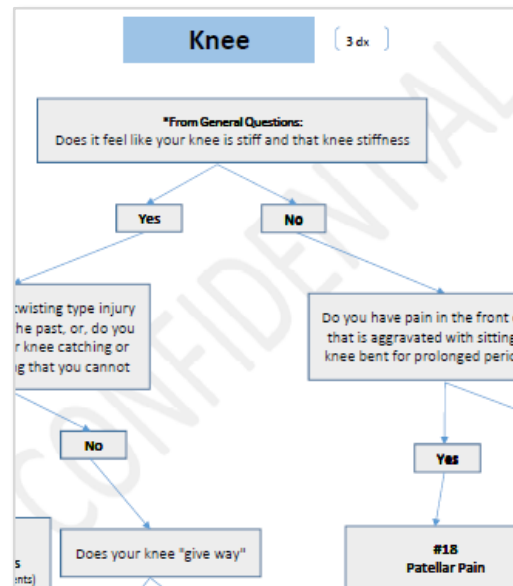 Knee
3 dx
*From General Questions:
Does it feel like your knee is stiff and that knee stiffness
Yes
No
twisting type injury
he past, or, do you
r knee catching or
ng that you cannot
Do you have pain in the front
that is aggravated with sitting
knee bent for prolonged perio
No
Yes
Does your knee "give way"
#18
Patellar Pain
s
ents)
CONFIDENTIAL